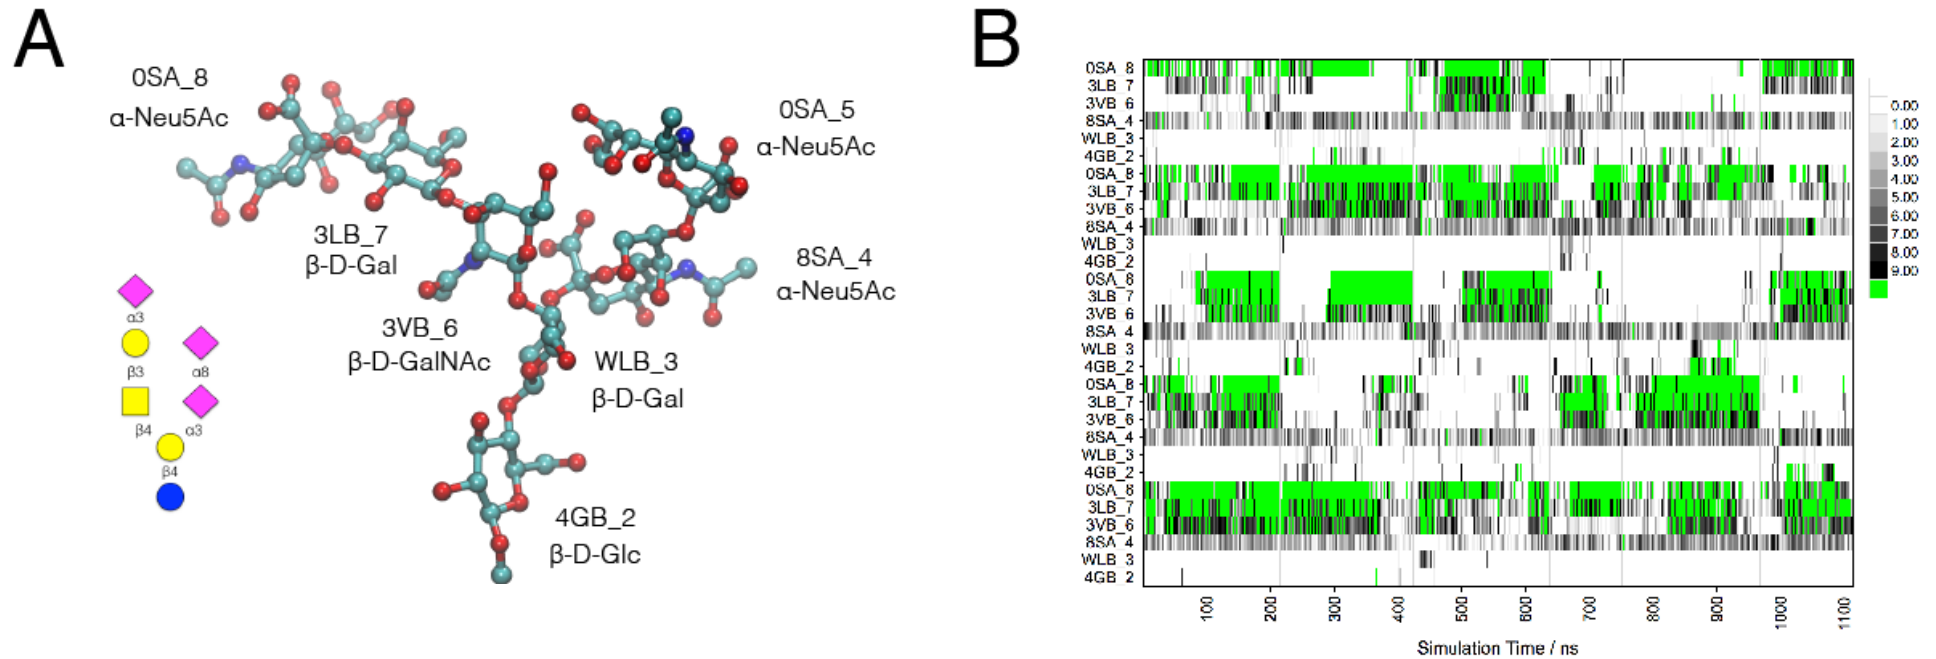 A
0SA_8
α-Neu5Ac
0SA_5
α-Neu5Ac
3LB_7
β-D-Gal
8SA_4
α-Neu5Ac
3VB_6
β-D-GalNAc
WLB_3
β-D-Gal
4GB_2
β-D-Glc
α3
β3
α8
β4
α3
β4
B
0SA_8
3LB_7
3VB_6
8SA_4
WLB_3
4GB_2
0SA_8
3LB_7
3VB_6
8SA_4
WLB_3
4GB_2
0SA_8
3LB_7
3VB_6
8SA_4
WLB_3
4GB_2
0SA_8
3LB_7
3VB_6
8SA_4
WLB_3
4GB_2
0SA_8
3LB_7
3VB_6
8SA_4
WLB_3
4GB_2
0.00
1.00
2.00
3.00
4.00
5.00
6.00
7.00
8.00
9.00
100
200
300
400
500
600
700
800
900
1000
1100
Simulation Time / ns